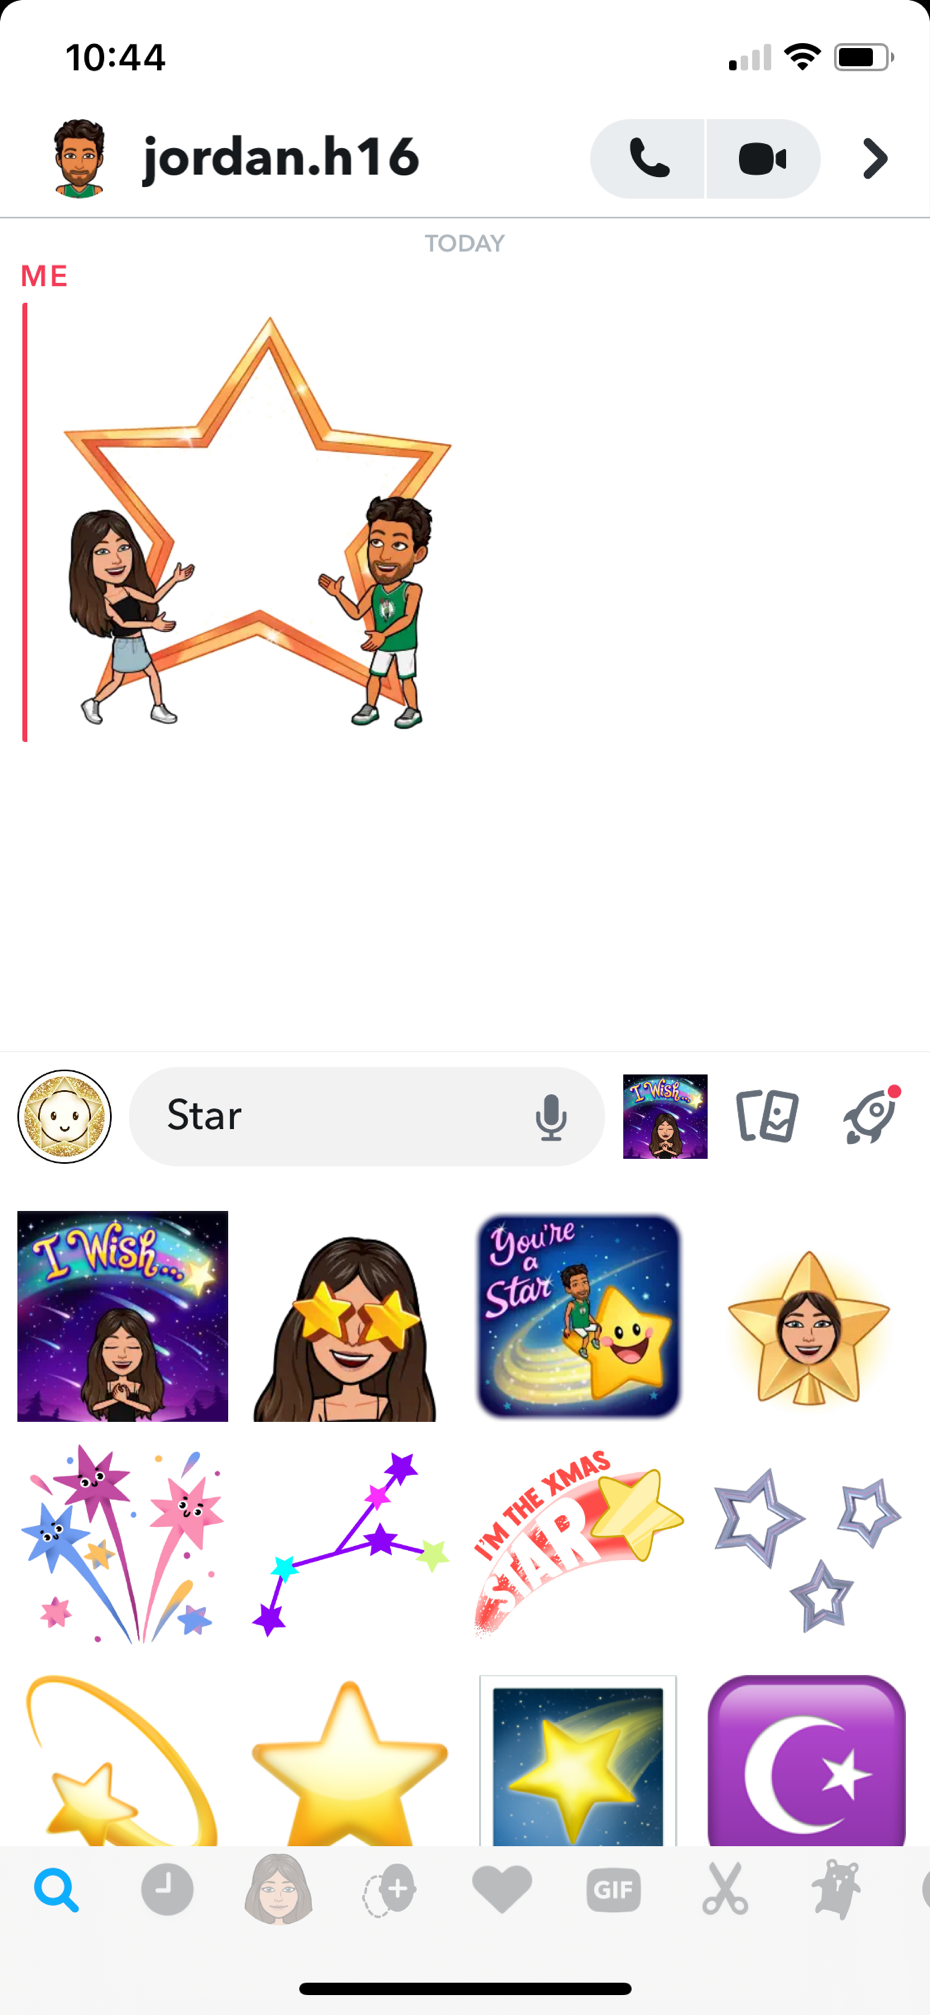 10:44
jordan.h16
TODAY
ME
Star
I Wish...
I Wish...
You're
a
Star
I'M THE XMAS
STAR
GIF